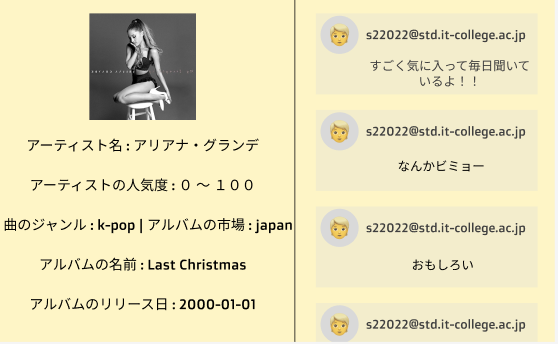 アーティスト名 : アリアナ・グランデ
アーティストの人気度 : ０ ～ １００
曲のジャンル : k-pop | アルバムの市場 : japan
アルバムの名前 : Last Christmas
アルバムのリリース日 : 2000-01-01
s22022@std.it-college.ac.jp
すごく気に入って毎日聞いて
いるよ！！
s22022@std.it-college.ac.jp
なんかビミョー
s22022@std.it-college.ac.jp
おもしろい
s22022@std.it-college.ac.jp